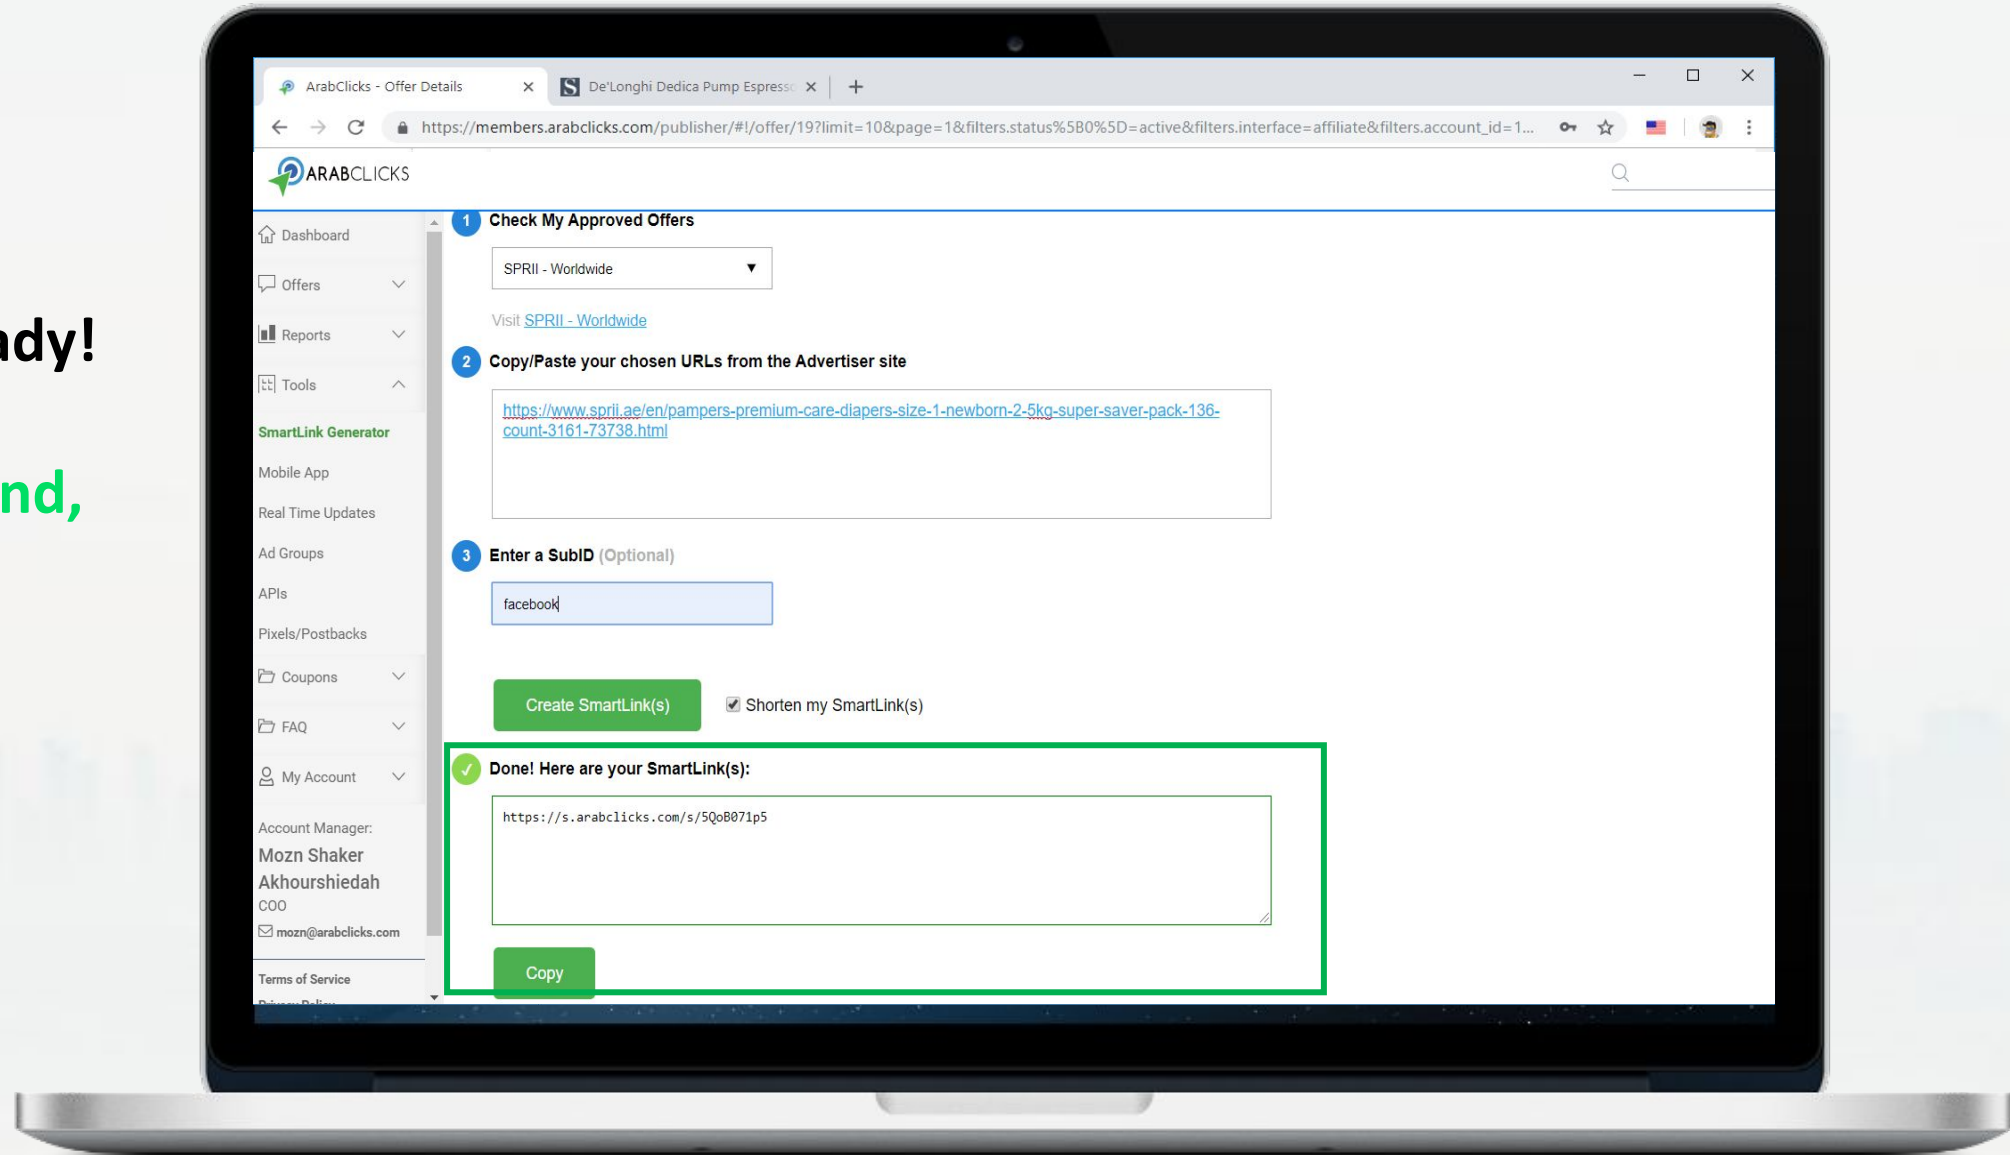 ady!
nd,
ArabClicks - Offer Details
De'Longhi Dedica Pump Espresso
https://members.arabclicks.com/publisher/#!/offer/19?limit=10&page=1&filters.status%5B0%5D=active&filters.interface=affiliate&filters.account_id=1...
ARABCLICKS
Dashboard
Offers
Reports
Tools
SmartLink Generator
Mobile App
Real Time Updates
Ad Groups
APIs
Pixels/Postbacks
Coupons
FAQ
My Account
Account Manager:
Mozn Shaker
Akhourshiedah
COO
mozn@arabclicks.com
Terms of Service
Privacy Policy
1 Check My Approved Offers
SPRII - Worldwide
Visit SPRII - Worldwide
2 Copy/Paste your chosen URLs from the Advertiser site
https://www.sprii.ae/en/pampers-premium-care-diapers-size-1-newborn-2-5kg-super-saver-pack-136-
count-3161-73738.html
3 Enter a SubID (Optional)
facebook
Create SmartLink(s)
Shorten my SmartLink(s)
Done! Here are your SmartLink(s):
https://s.arabclicks.com/s/5QoB071p5
Copy